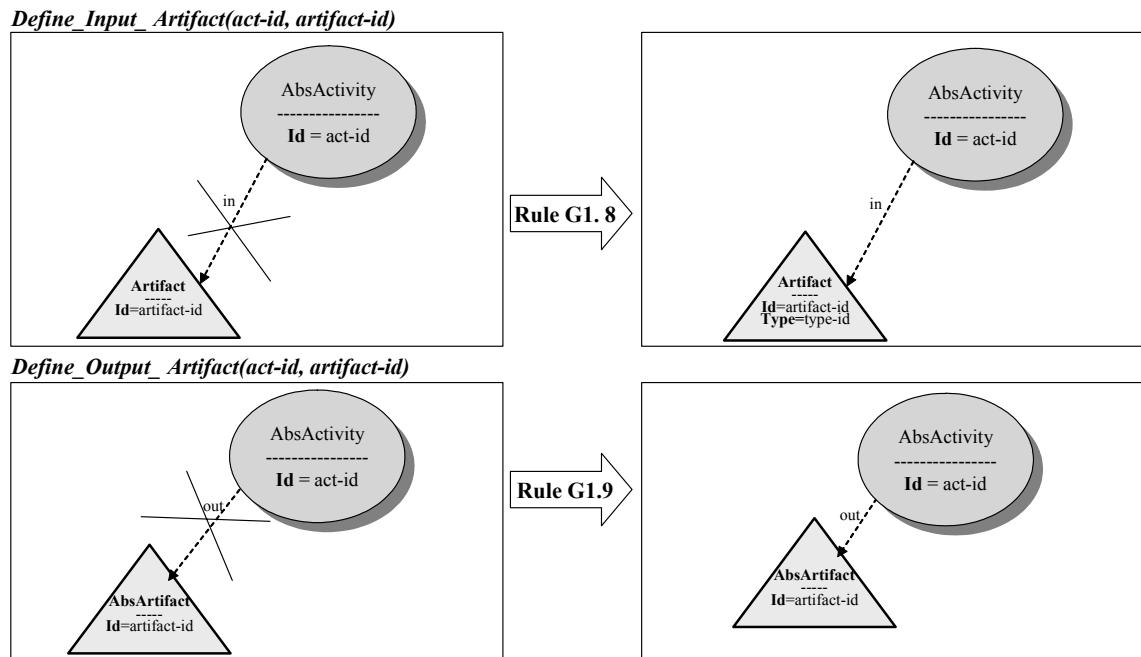 Define_Input_ Artifact(act-id, artifact-id)
AbsActivity
-----------------
Id = act-id
in
Artifact
-----
Id=artifact-id
Rule G1. 8
AbsActivity
-----------------
Id = act-id
in
Artifact
-----
Id=artifact-id
Type=type-id
Define_Output_ Artifact(act-id, artifact-id)
AbsActivity
-----------------
Id = act-id
out
AbsArtifact
-----
Id=artifact-id
Rule G1.9
AbsActivity
-----------------
Id = act-id
out
AbsArtifact
-----
Id=artifact-id